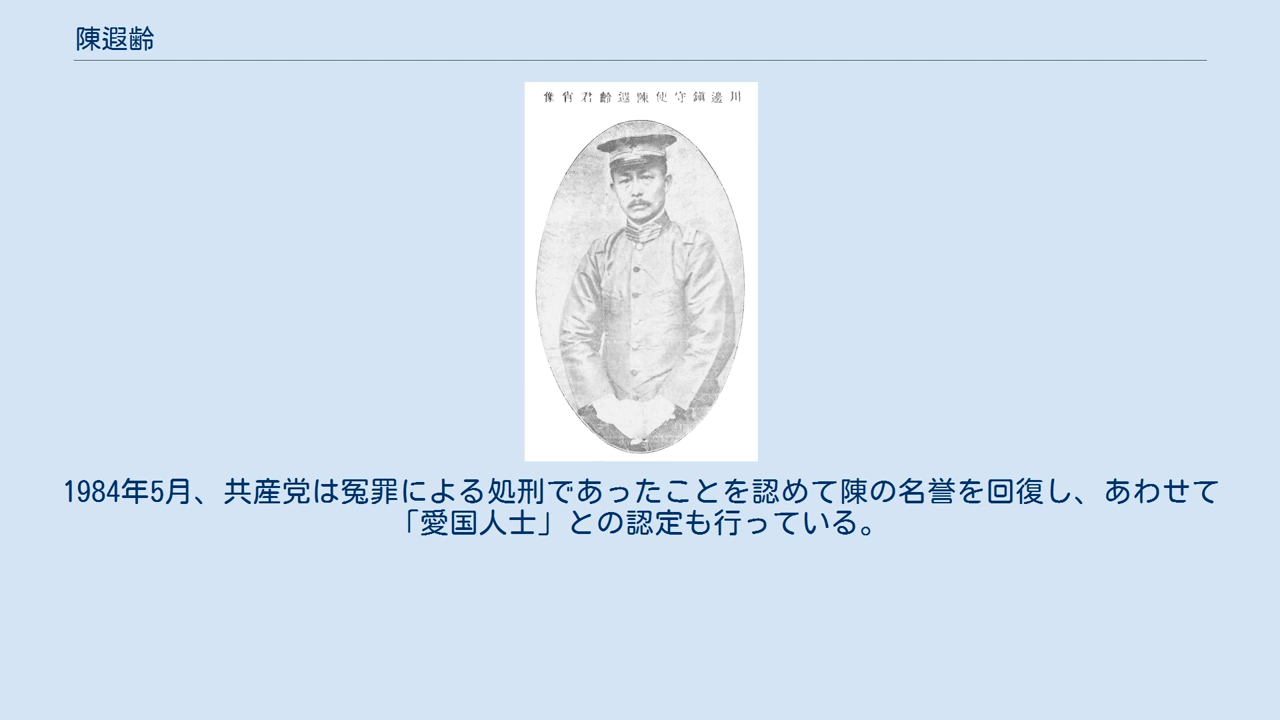 陳遐齢
川邊鎭守使陳遐齡君肖像
1984年5月、共産党は冤罪による処刑であったことを認めて陳の名誉を回復し、あわせて
「愛国人士」との認定も行っている。